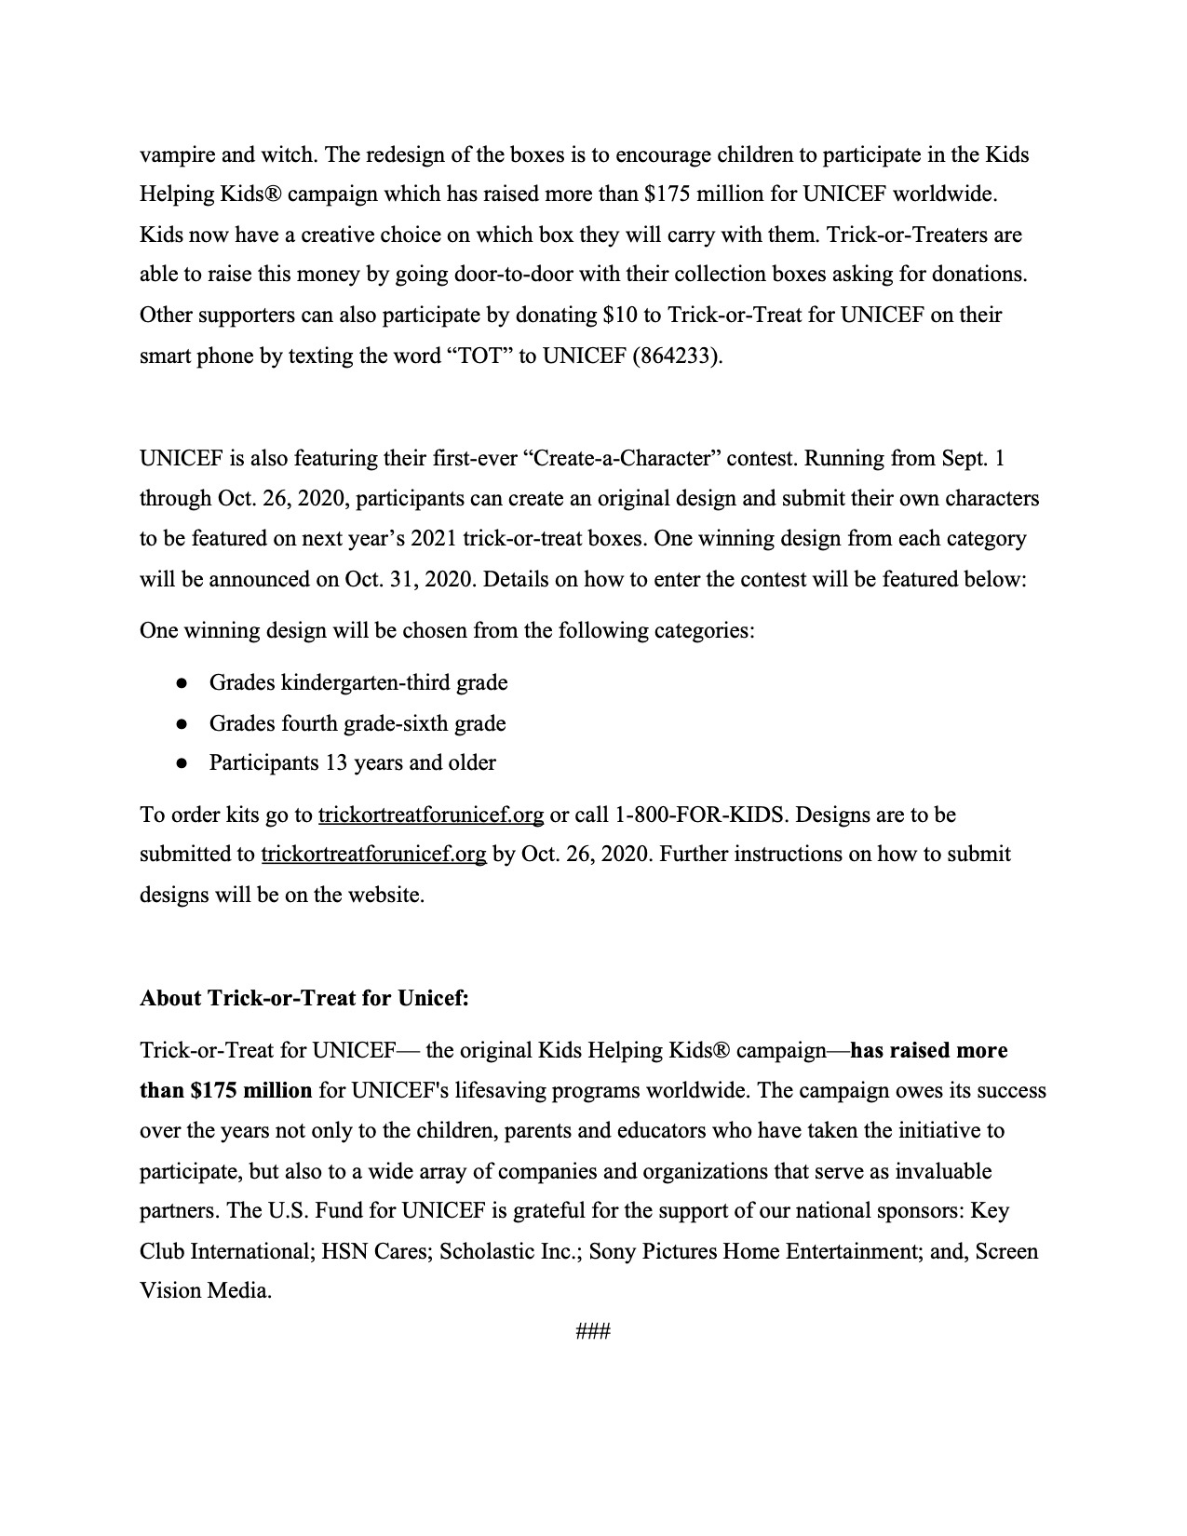 vampire and witch. The redesign of the boxes is to encourage children to participate in the Kids
Helping Kids® campaign which has raised more than $175 million for UNICEF worldwide.
Kids now have a creative choice on which box they will carry with them. Trick-or-Treaters are
able to raise this money by going door-to-door with their collection boxes asking for donations.
Other supporters can also participate by donating $10 to Trick-or-Treat for UNICEF on their
smart phone by texting the word “TOT” to UNICEF (864233).
UNICEF is also featuring their first-ever “Create-a-Character” contest. Running from Sept. 1
through Oct. 26, 2020, participants can create an original design and submit their own characters
to be featured on next year’s 2021 trick-or-treat boxes. One winning design from each category
will be announced on Oct. 31, 2020. Details on how to enter the contest will be featured below:
One winning design will be chosen from the following categories:
● Grades kindergarten-third grade
● Grades fourth grade-sixth grade
● Participants 13 years and older
To order kits go to trickortreatforunicef.org or call 1-800-FOR-KIDS. Designs are to be
submitted to trickortreatforunicef.org by Oct. 26, 2020. Further instructions on how to submit
designs will be on the website.
About Trick-or-Treat for Unicef:
Trick-or-Treat for UNICEF— the original Kids Helping Kids® campaign—has raised more
than $175 million for UNICEF's lifesaving programs worldwide. The campaign owes its success
over the years not only to the children, parents and educators who have taken the initiative to
participate, but also to a wide array of companies and organizations that serve as invaluable
partners. The U.S. Fund for UNICEF is grateful for the support of our national sponsors: Key
Club International; HSN Cares; Scholastic Inc.; Sony Pictures Home Entertainment; and, Screen
Vision Media.
###